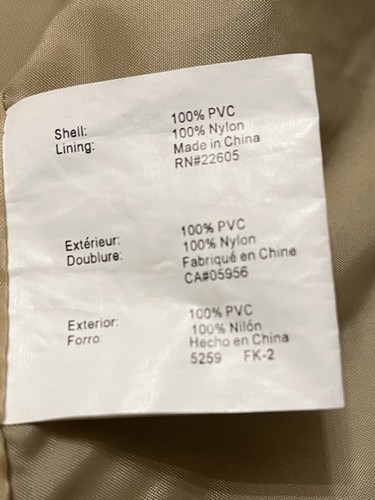 Shell: 100% PVC
Lining: 100% Nylon
Made in China
RN#22605
Extérieur: 100% PVC
Doublure: 100% Nylon
Fabriqué en Chine
CA#05956
Exterior: 100% PVC
Forro: 100% Nilón
Hecho en China
5259 FK-2